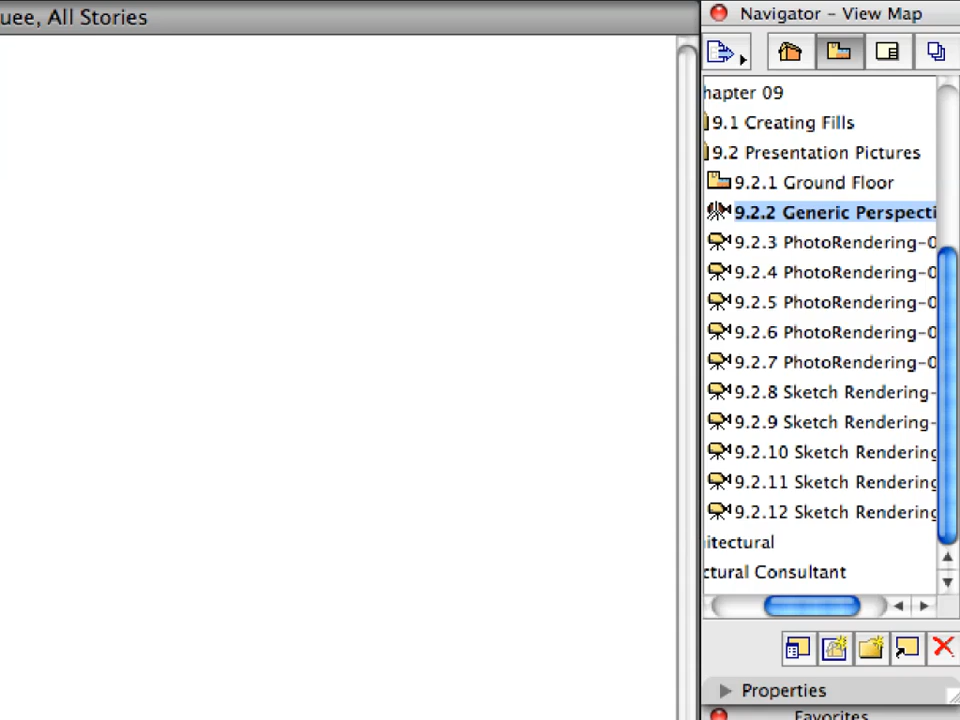 uee, All Stories
Navigator - View Map
hapter 09
9.1 Creating Fills
9.2 Presentation Pictures
9.2.1 Ground Floor
9.2.2 Generic Perspecti
9.2.3 PhotoRendering-0
9.2.4 PhotoRendering-0
9.2.5 PhotoRendering-0
9.2.6 PhotoRendering-0
9.2.7 PhotoRendering-0
9.2.8 Sketch Rendering-
9.2.9 Sketch Rendering-
9.2.10 Sketch Rendering
9.2.11 Sketch Rendering
9.2.12 Sketch Rendering
itectural
ctural Consultant
Properties
Favorites